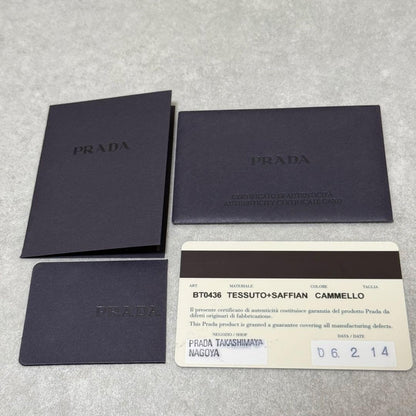 PRADA
PRADA
CERTIFICATO DI AUTENTICITÀ
AUTHENTICITY CERTIFICATE CARD
PRADA
ART. MATERIALE COLORE TAGLIA
BT0436 TESSUTO+SAFFIAN CAMMELLO
Il presente certificato di autenticità costituisce garanzia del prodotto Prada da
difetti originari di fabbricazione.
This Prada product is granted a guarantee covering all manufacturing defects.
NEGOZIO / SHOP DATA / DATE
PRADA TAKASHIMAYA
NAGOYA
06. 2. 14